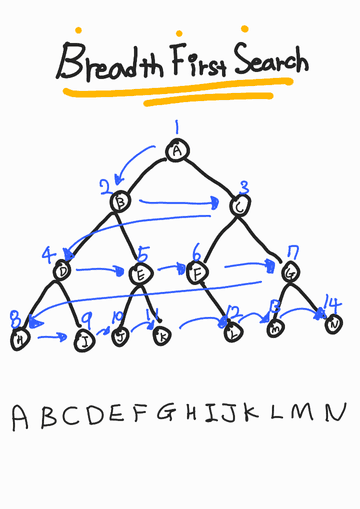 Breadth First Search
1
A
2 3
B C
4 5 6 7
D E F G
8 9 10 11 12 13 14
H I J K L M N
A B C D E F G H I J K L M N